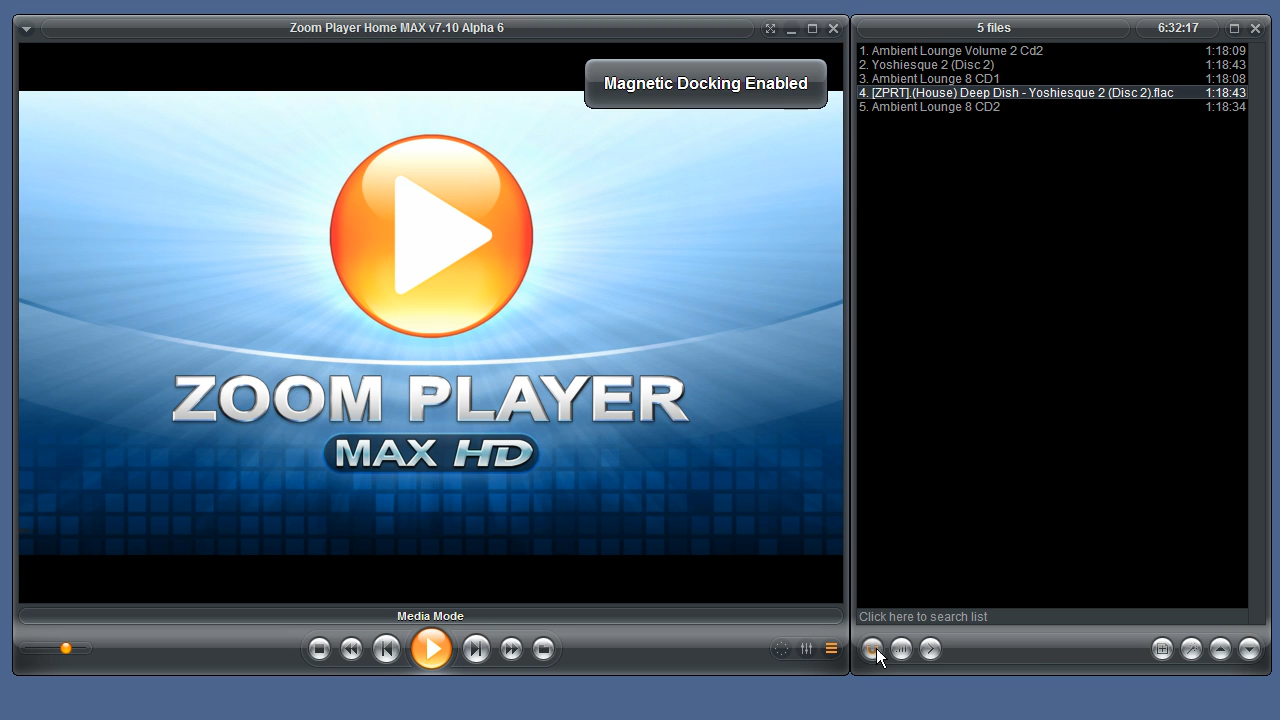 Zoom Player Home MAX v7.10 Alpha 6
Magnetic Docking Enabled
ZOOM PLAYER
MAX HD
Media Mode
5 files
6:32:17
1. Ambient Lounge Volume 2 Cd2 1:18:09
2. Yoshiesque 2 (Disc 2) 1:18:43
3. Ambient Lounge 8 CD1 1:18:08
4. [ZPRT].(House) Deep Dish - Yoshiesque 2 (Disc 2).flac 1:18:43
5. Ambient Lounge 8 CD2 1:18:34
Click here to search list